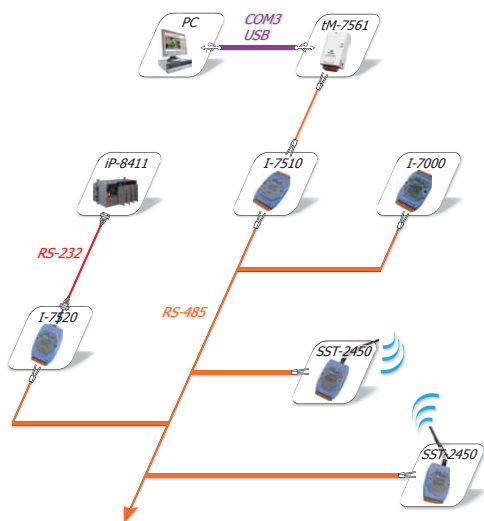 PC
COM3
USB
tM-7561
iP-8411
I-7510
I-7000
RS-232
RS-485
I-7520
SST-2450
SST-2450